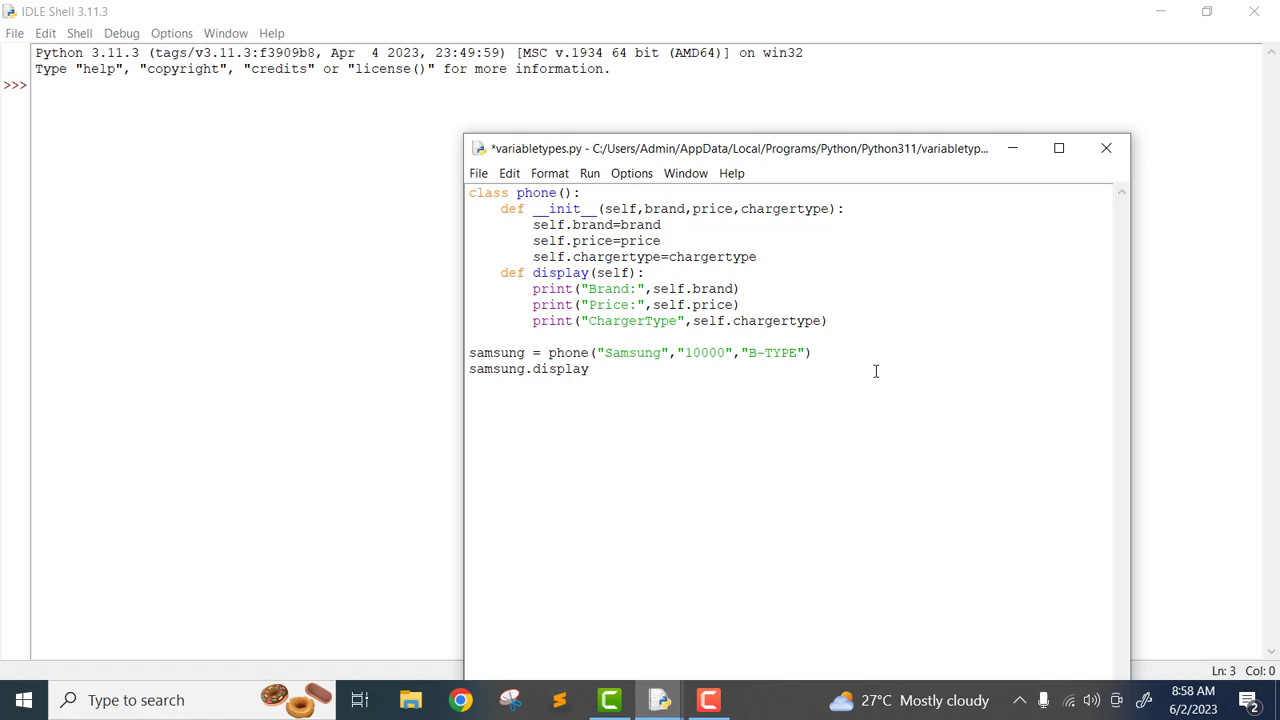 IDLE Shell 3.11.3
File Edit Shell Debug Options Window Help
Python 3.11.3 (tags/v3.11.3:f3909b8, Apr  4 2023, 23:49:59) [MSC v.1934 64 bit (AMD64)] on win32
Type "help", "copyright", "credits" or "license()" for more information.
>>>
*variabletypes.py - C:/Users/Admin/AppData/Local/Programs/Python/Python311/variabletyp...
File Edit Format Run Options Window Help
class phone():
    def __init__(self,brand,price,chargertype):
        self.brand=brand
        self.price=price
        self.chargertype=chargertype
    def display(self):
        print("Brand:",self.brand)
        print("Price:",self.price)
        print("ChargerType",self.chargertype)
samsung = phone("Samsung","10000","B-TYPE")
samsung.display
Ln: 3 Col: 0
Type to search
27°C Mostly cloudy
8:58 AM
6/2/2023
2